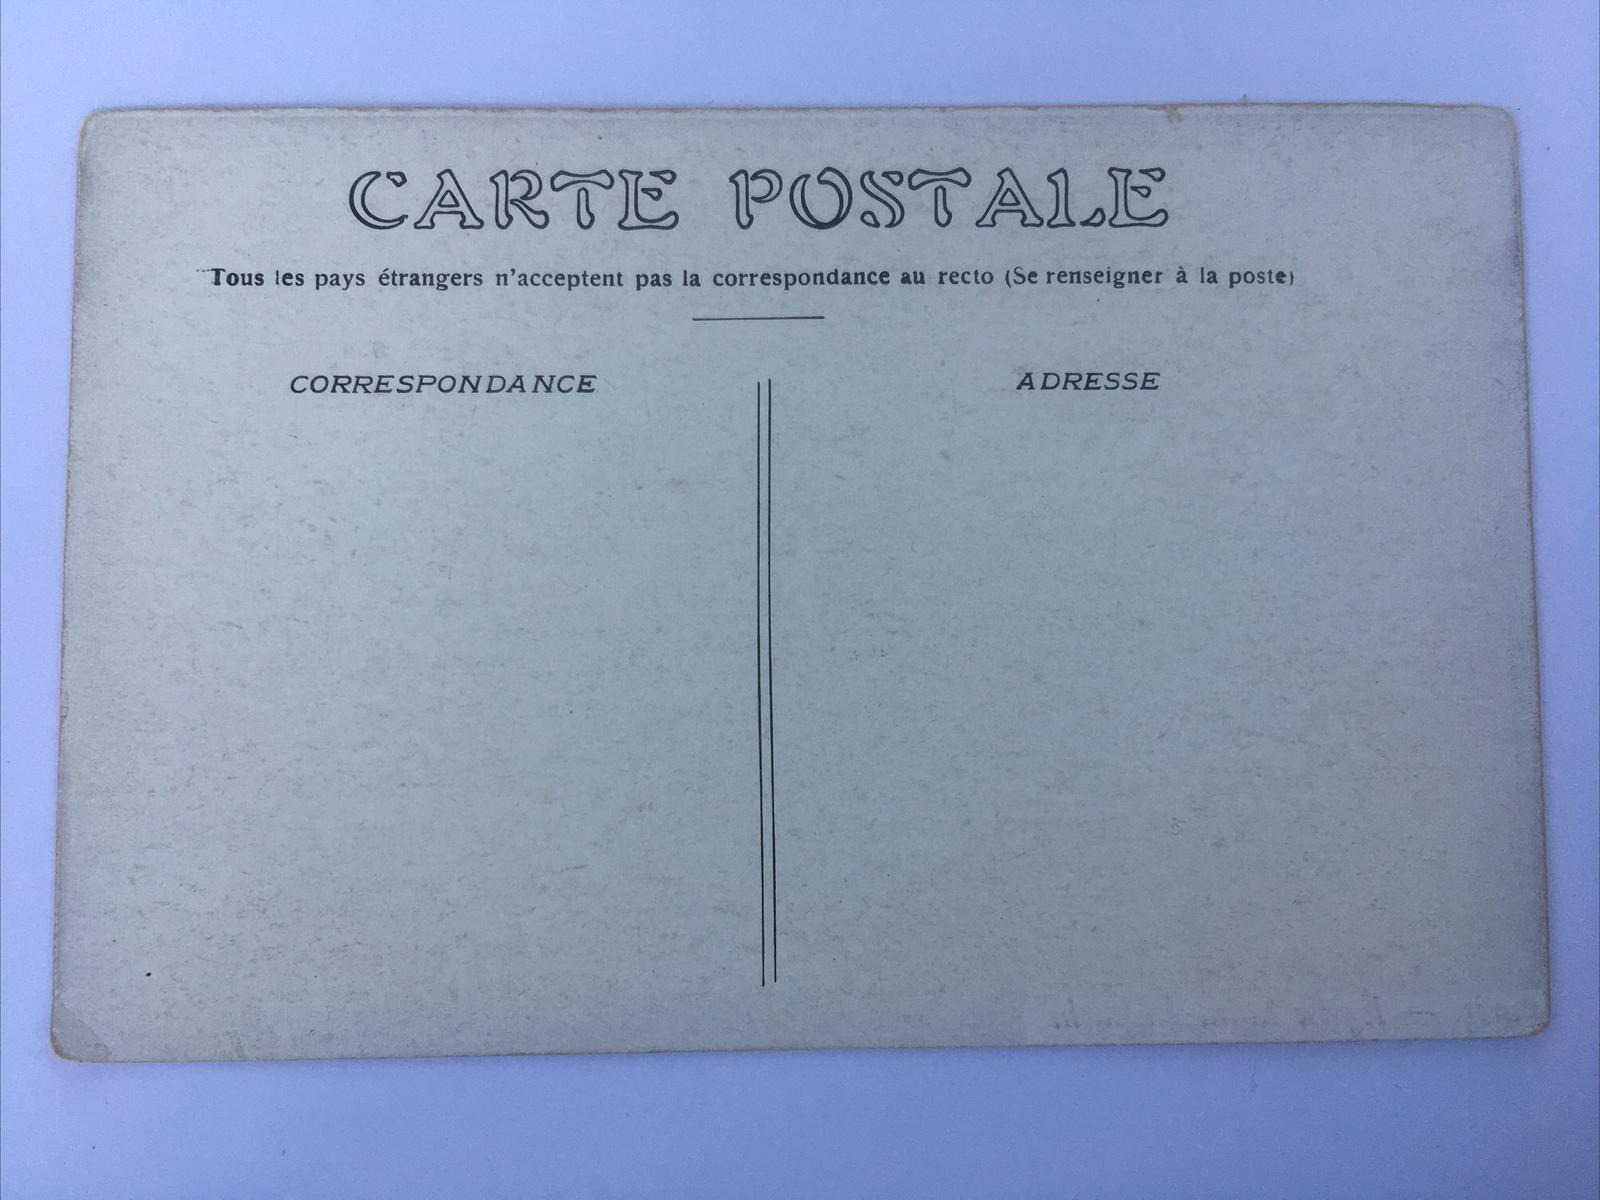 CARTE POSTALE
Tous les pays étrangers n'acceptent pas la correspondance au recto (Se renseigner à la poste)
CORRESPONDANCE
ADRESSE